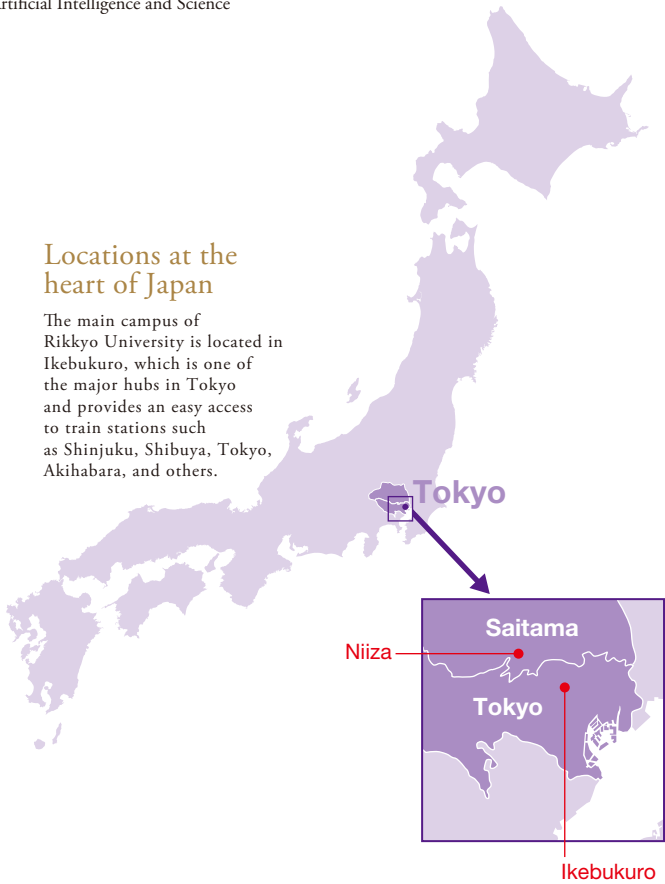 Artificial Intelligence and Science
Locations at the
heart of Japan
The main campus of
Rikkyo University is located in
Ikebukuro, which is one of
the major hubs in Tokyo
and provides an easy access
to train stations such
as Shinjuku, Shibuya, Tokyo,
Akihabara, and others.
Tokyo
Saitama
Niiza
Tokyo
Ikebukuro